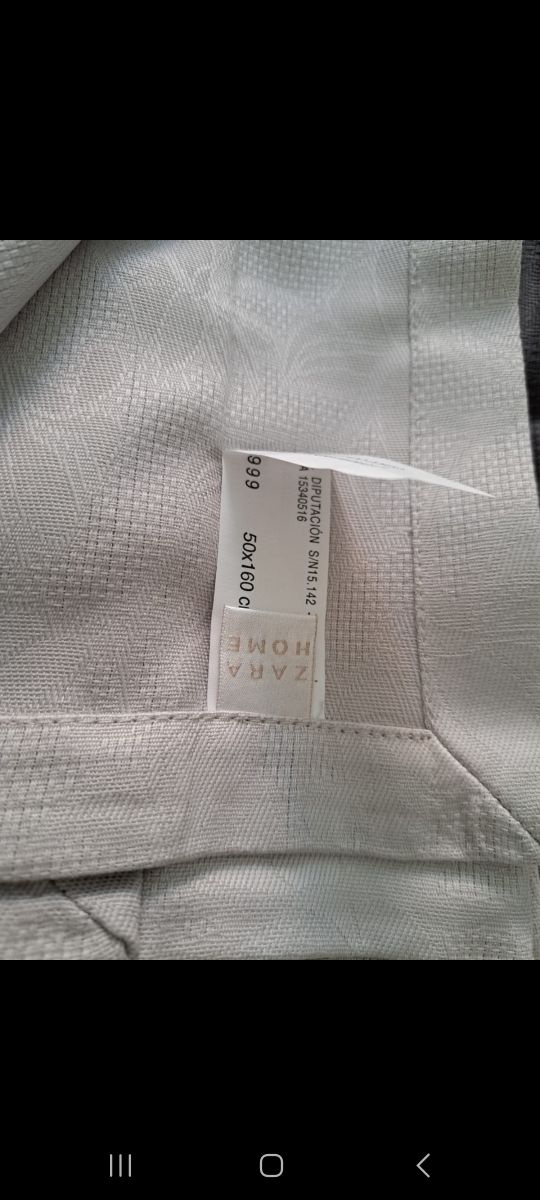 DIPUTACIÓN S/N15.142 -
A 15340516
999 50x160 c
ZARA
HOME